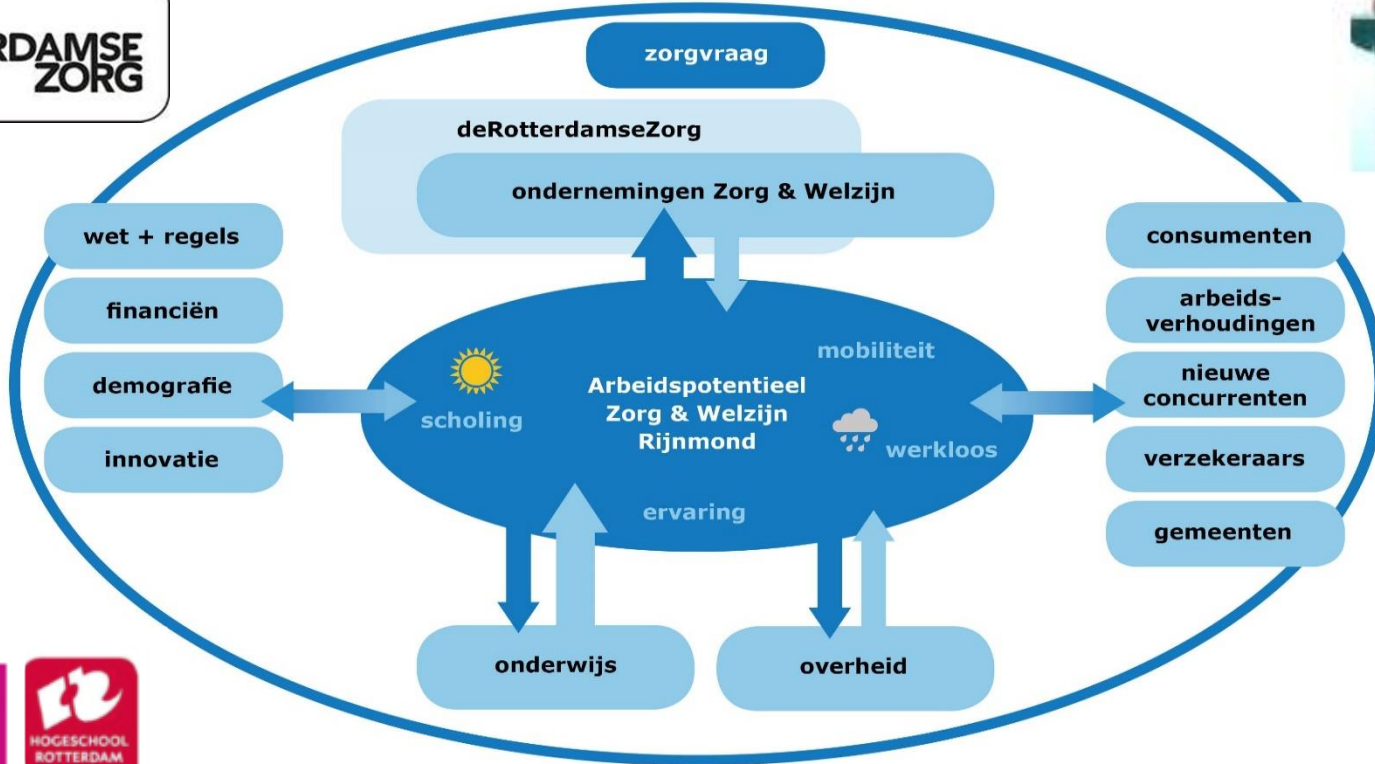 RDAMSE
ZORG
zorgvraag
deRotterdamseZorg
ondernemingen Zorg & Welzijn
wet + regels
financiën
demografie
innovatie
consumenten
arbeids-
verhoudingen
nieuwe
concurrenten
verzekeraars
gemeenten
mobiliteit
scholing
Arbeidspotentieel
Zorg & Welzijn
Rijnmond
werkloos
ervaring
onderwijs
overheid
HOGESCHOOL
ROTTERDAM